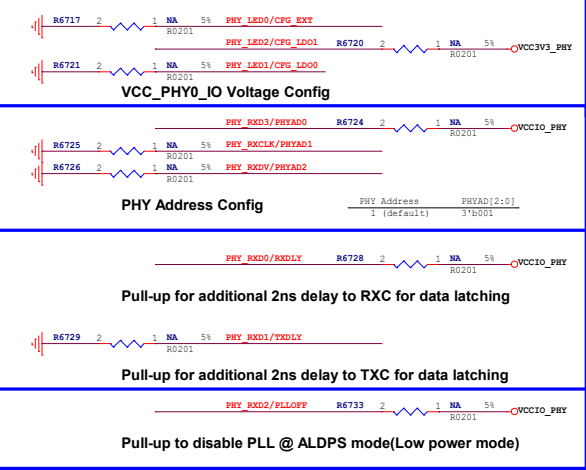 R6717 2 1 NA 5% PHY_LED0/CFG_EXT
R0201
PHY_LED2/CFG_LDO1 R6720 2 1 NA 5% VCC3V3_PHY
R0201
R6721 2 1 NA 5% PHY_LED1/CFG_LDO0
R0201
VCC_PHY0_IO Voltage Config
PHY_RXD3/PHYAD0 R6724 2 1 NA 5% VCCIO_PHY
R0201
R6725 2 1 NA 5% PHY_RXCLK/PHYAD1
R0201
R6726 2 1 NA 5% PHY_RXDV/PHYAD2
R0201
PHY Address Config
PHY Address PHYAD[2:0]
1 (default) 3'b001
PHY_RXD0/RXDLY R6728 2 1 NA 5% VCCIO_PHY
R0201
Pull-up for additional 2ns delay to RXC for data latching
R6729 2 1 NA 5% PHY_RXD1/TXDLY
R0201
Pull-up for additional 2ns delay to TXC for data latching
PHY_RXD2/PLLOFF R6733 2 1 NA 5% VCCIO_PHY
R0201
Pull-up to disable PLL @ ALDPS mode(Low power mode)